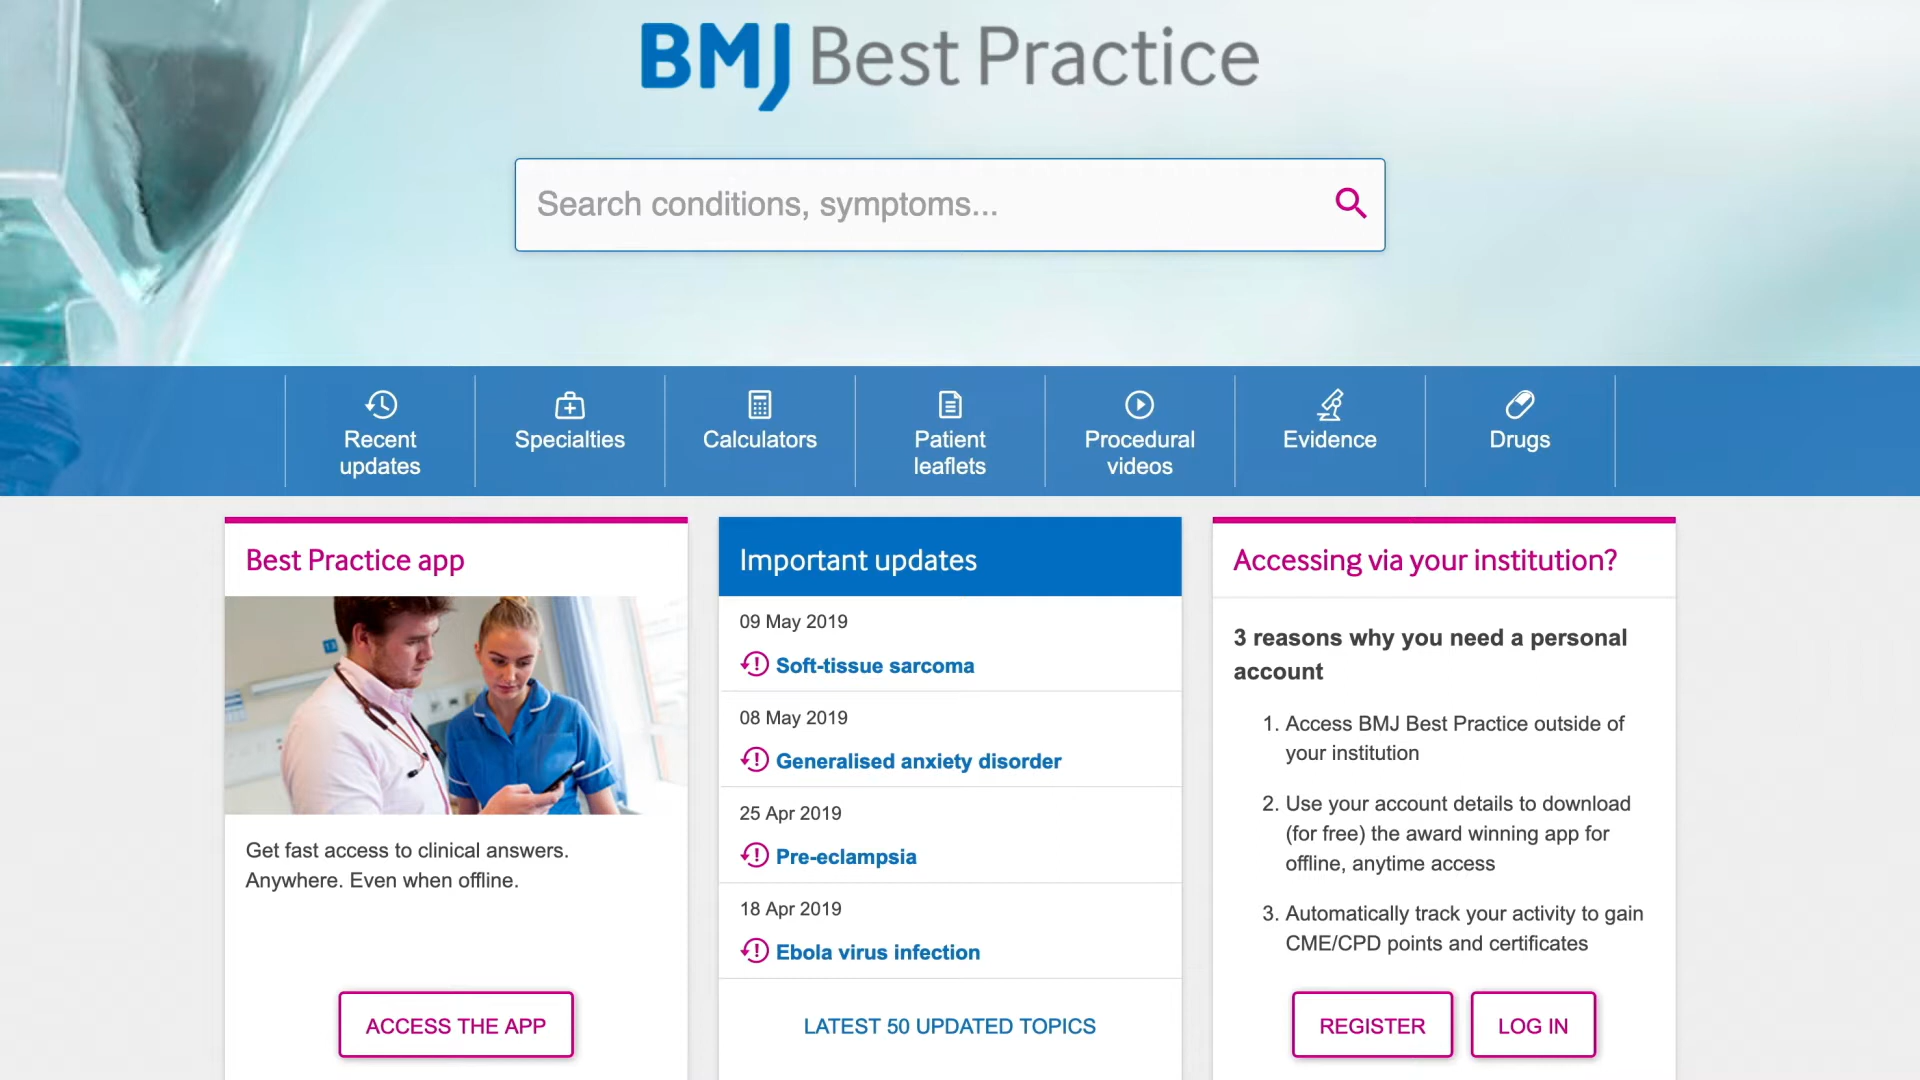 BMJ Best Practice
Search conditions, symptoms...
Recent
updates
Specialties
Calculators
Patient
leaflets
Procedural
videos
Evidence
Drugs
Best Practice app
Get fast access to clinical answers.
Anywhere. Even when offline.
ACCESS THE APP
Important updates
09 May 2019
Soft-tissue sarcoma
08 May 2019
Generalised anxiety disorder
25 Apr 2019
Pre-eclampsia
18 Apr 2019
Ebola virus infection
LATEST 50 UPDATED TOPICS
Accessing via your institution?
3 reasons why you need a personal
account
1. Access BMJ Best Practice outside of
your institution
2. Use your account details to download
(for free) the award winning app for
offline, anytime access
3. Automatically track your activity to gain
CME/CPD points and certificates
REGISTER
LOG IN